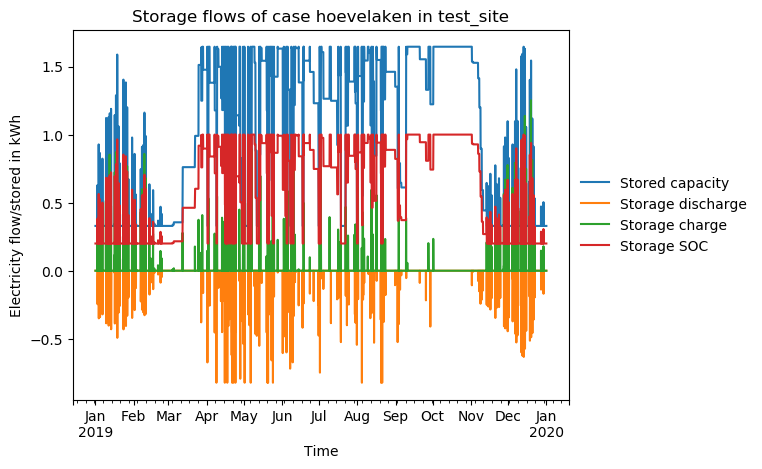 Storage flows of case hoevelaken in test_site
Electricity flow/stored in kWh
1.5
1.0
0.5
0.0
−0.5
Jan Feb Mar Apr May Jun Jul Aug Sep Oct Nov Dec Jan
2019 2020
Time
Stored capacity
Storage discharge
Storage charge
Storage SOC